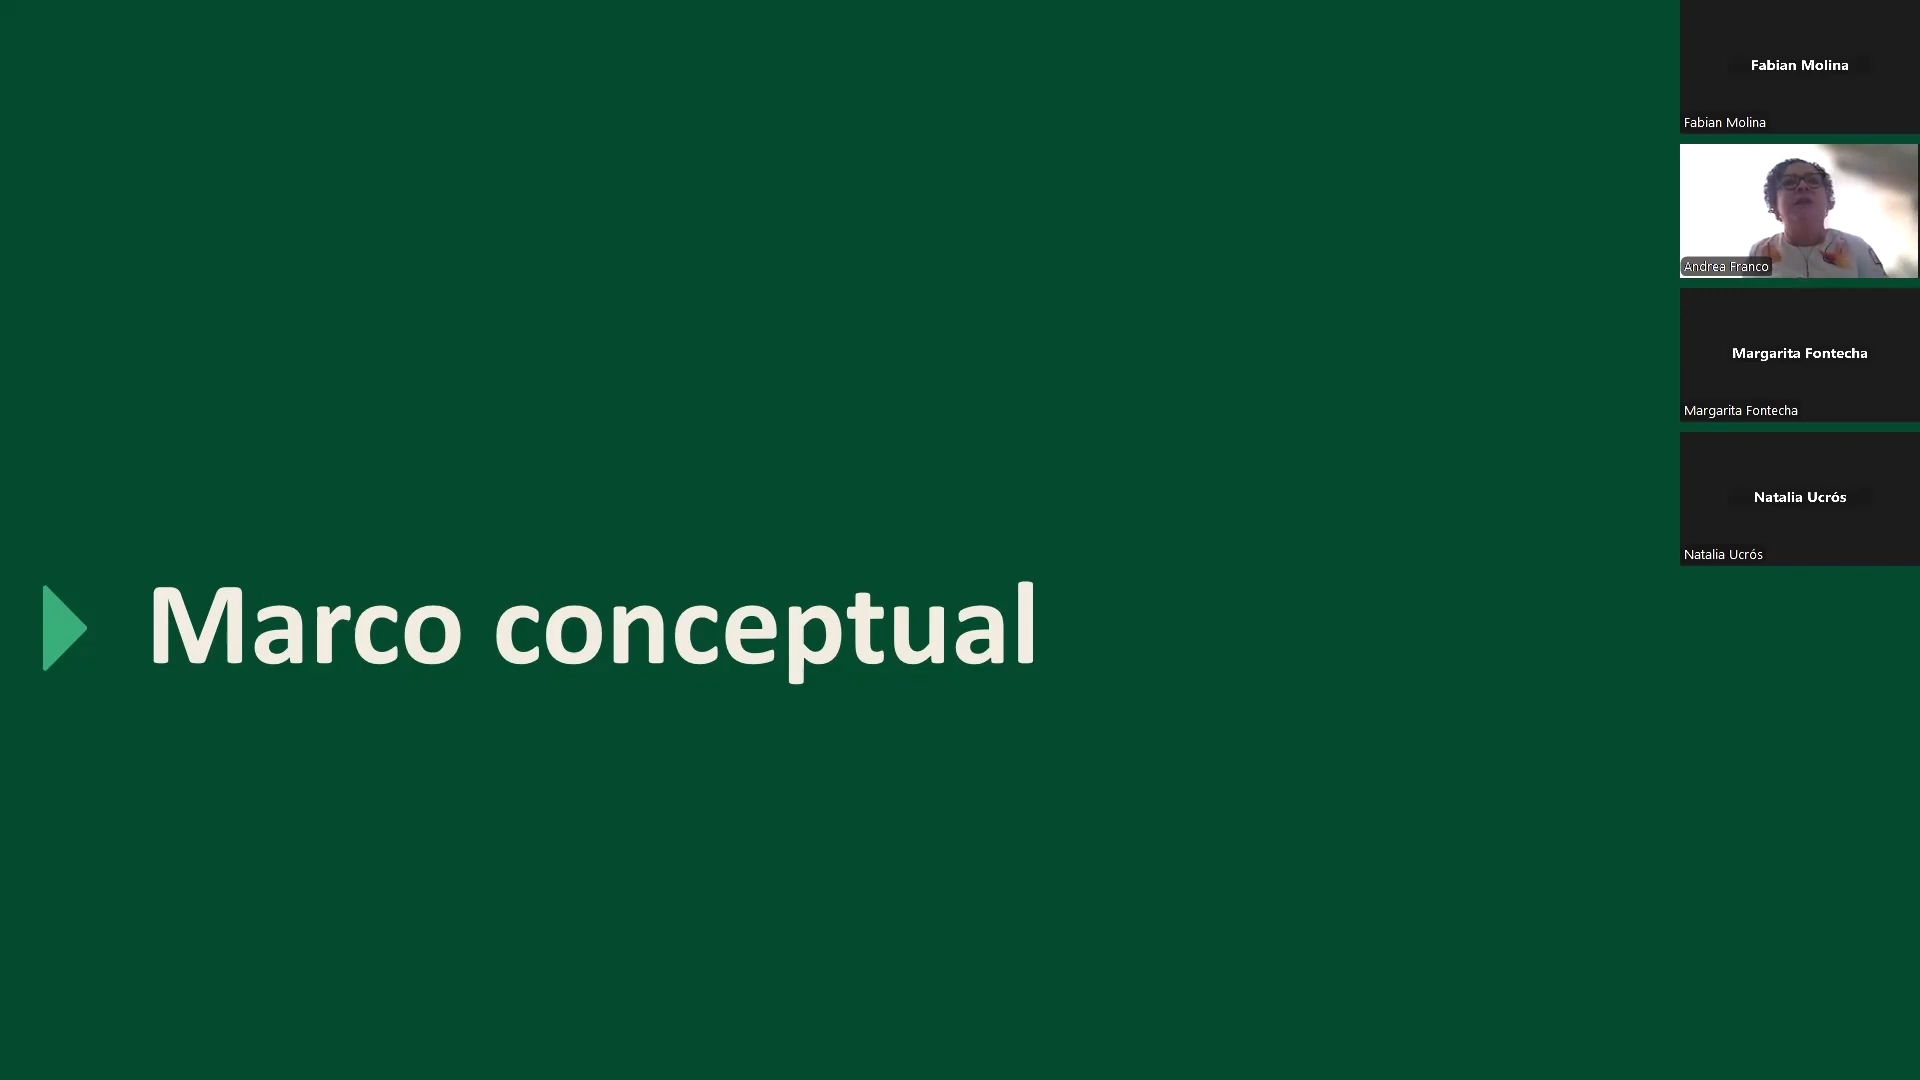 Fabian Molina
Fabian Molina
Andrea Franco
Margarita Fontecha
Margarita Fontecha
Natalia Ucrós
Natalia Ucrós
Marco conceptual